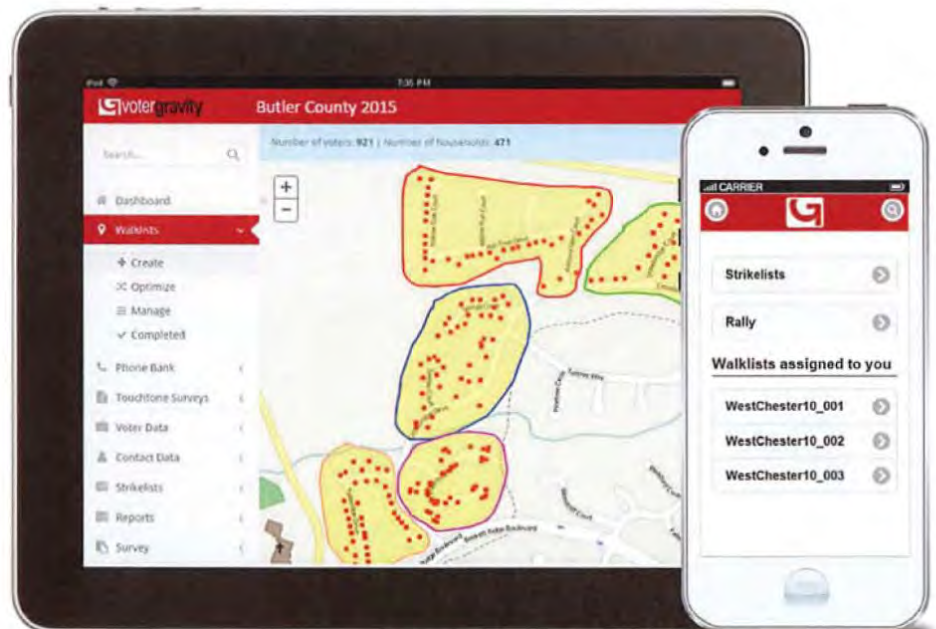 iPad
7:35 PM
votergravity
Butler County 2015
Search...
Number of voters: 921 | Number of households: 471
+
−
Dashboard
Walklists
Create
Optimize
Manage
Completed
Phone Bank
Touchtone Surveys
Voter Data
Contact Data
Strikelists
Reports
Survey
CARRIER
Strikelists
Rally
Walklists assigned to you
WestChester10_001
WestChester10_002
WestChester10_003